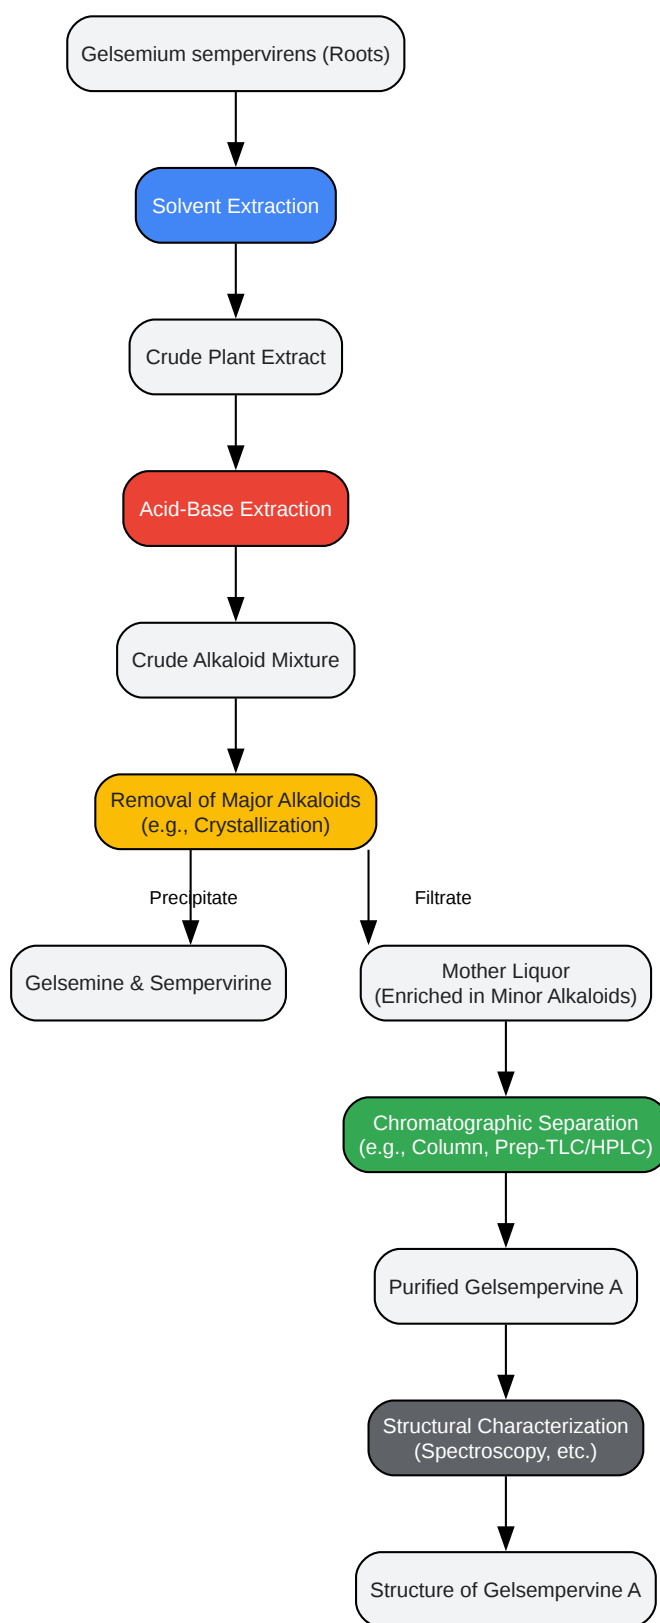 Gelsemium sempervirens (Roots)
Solvent Extraction
Crude Plant Extract
Acid-Base Extraction
Crude Alkaloid Mixture
Removal of Major Alkaloids
(e.g., Crystallization)
Precipitate
Filtrate
Gelsemine & Sempervirine
Mother Liquor
(Enriched in Minor Alkaloids)
Chromatographic Separation
(e.g., Column, Prep-TLC/HPLC)
Purified Gelsempervine A
Structural Characterization
(Spectroscopy, etc.)
Structure of Gelsempervine A